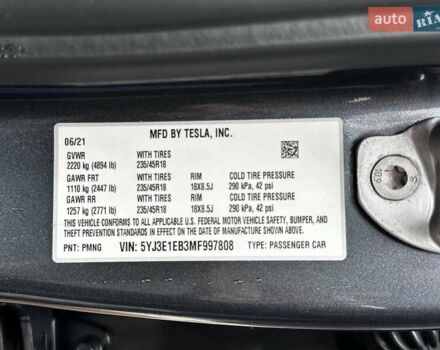 auto RIA
06/21 MFD BY TESLA, INC.
GVWR WITH TIRES
2220 kg (4894 lb) 235/45R18
GAWR FRT WITH TIRES RIM COLD TIRE PRESSURE
1110 kg (2447 lb) 235/45R18 18X8.5J 290 kPa, 42 psi
GAWR RR WITH TIRES RIM COLD TIRE PRESSURE
1257 kg (2771 lb) 235/45R18 18X8.5J 290 kPa, 42 psi
THIS VEHICLE CONFORMS TO ALL APPLICABLE U.S. FEDERAL MOTOR VEHICLE SAFETY, BUMPER, AND
THEFT PREVENTION STANDARDS IN EFFECT ON THE DATE OF MANUFACTURE SHOWN ABOVE.
PNT: PMNG VIN: 5YJ3E1EB3MF997808 TYPE: PASSENGER CAR